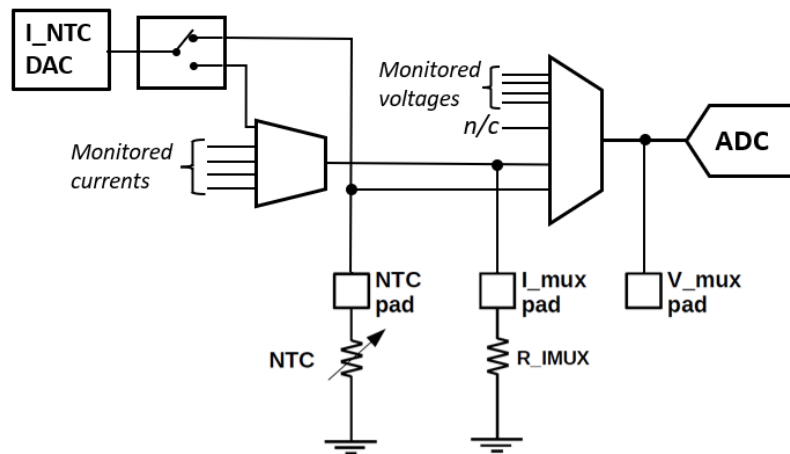 I_NTC
DAC
Monitored
voltages
n/c
ADC
Monitored
currents
NTC
pad
I_mux
pad
V_mux
pad
NTC
R_IMUX